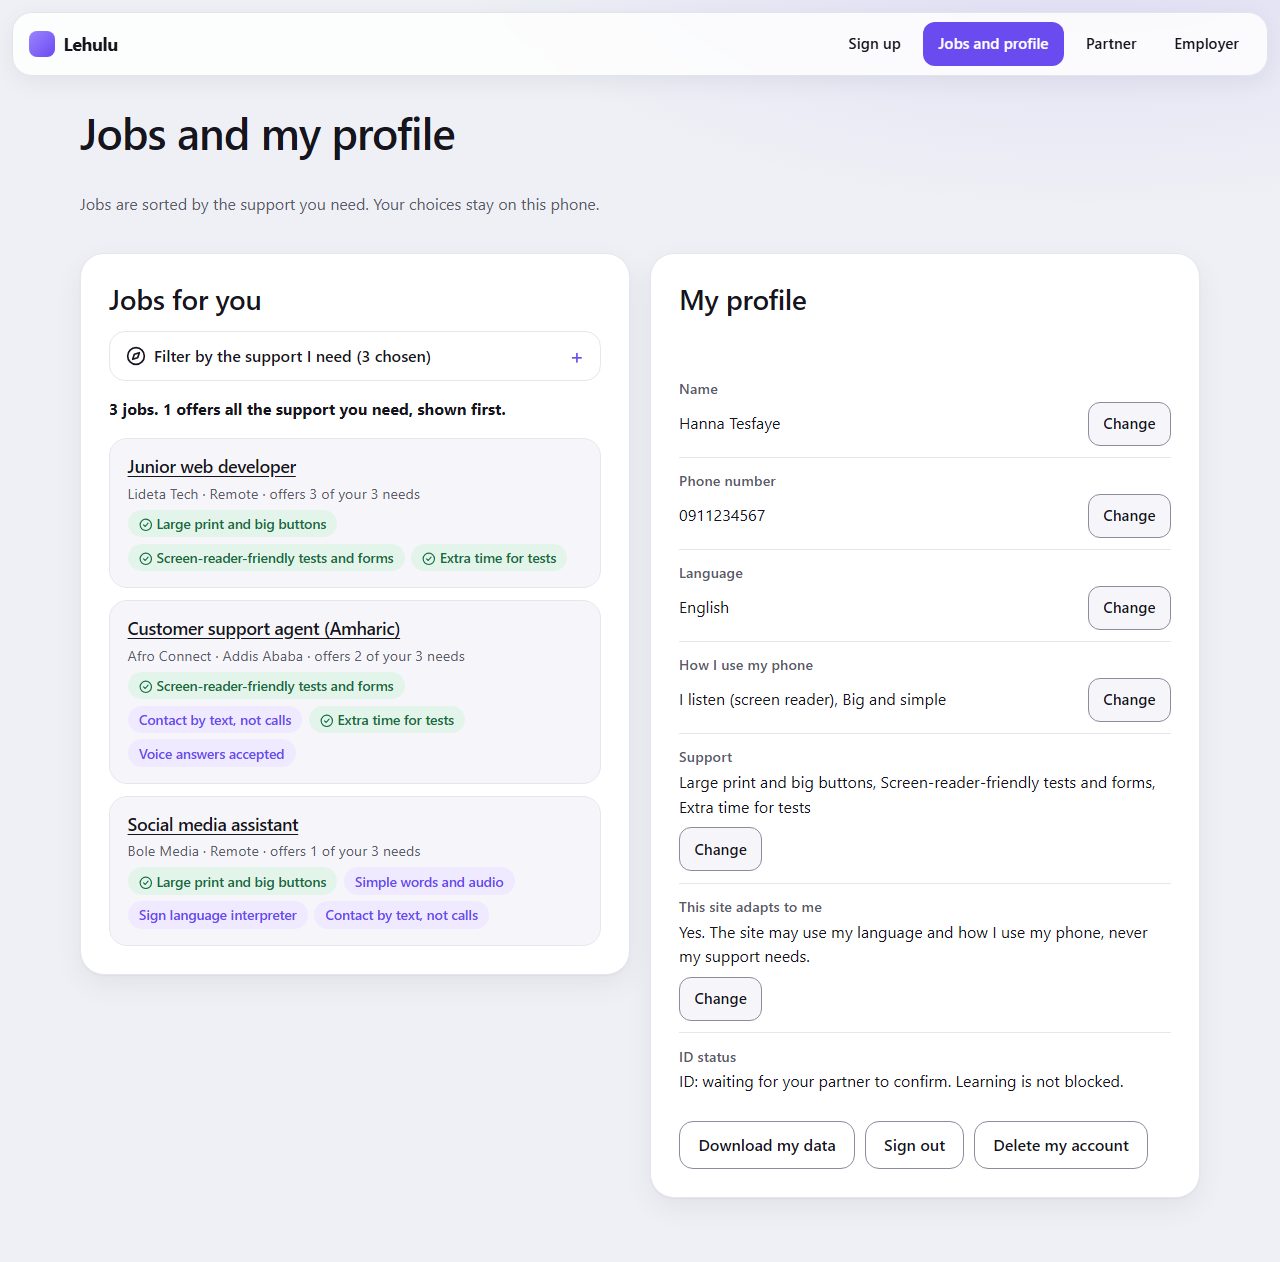 Lehulu
Sign up
Jobs and profile
Partner
Employer
Jobs and my profile
Jobs are sorted by the support you need. Your choices stay on this phone.
Jobs for you
Filter by the support I need (3 chosen)
+
3 jobs. 1 offers all the support you need, shown first.
Junior web developer
Lideta Tech · Remote · offers 3 of your 3 needs
Large print and big buttons
Screen-reader-friendly tests and forms
Extra time for tests
Customer support agent (Amharic)
Afro Connect · Addis Ababa · offers 2 of your 3 needs
Screen-reader-friendly tests and forms
Contact by text, not calls
Extra time for tests
Voice answers accepted
Social media assistant
Bole Media · Remote · offers 1 of your 3 needs
Large print and big buttons
Simple words and audio
Sign language interpreter
Contact by text, not calls
My profile
Name
Hanna Tesfaye
Change
Phone number
0911234567
Change
Language
English
Change
How I use my phone
I listen (screen reader), Big and simple
Change
Support
Large print and big buttons, Screen-reader-friendly tests and forms,
Extra time for tests
Change
This site adapts to me
Yes. The site may use my language and how I use my phone, never
my support needs.
Change
ID status
ID: waiting for your partner to confirm. Learning is not blocked.
Download my data
Sign out
Delete my account